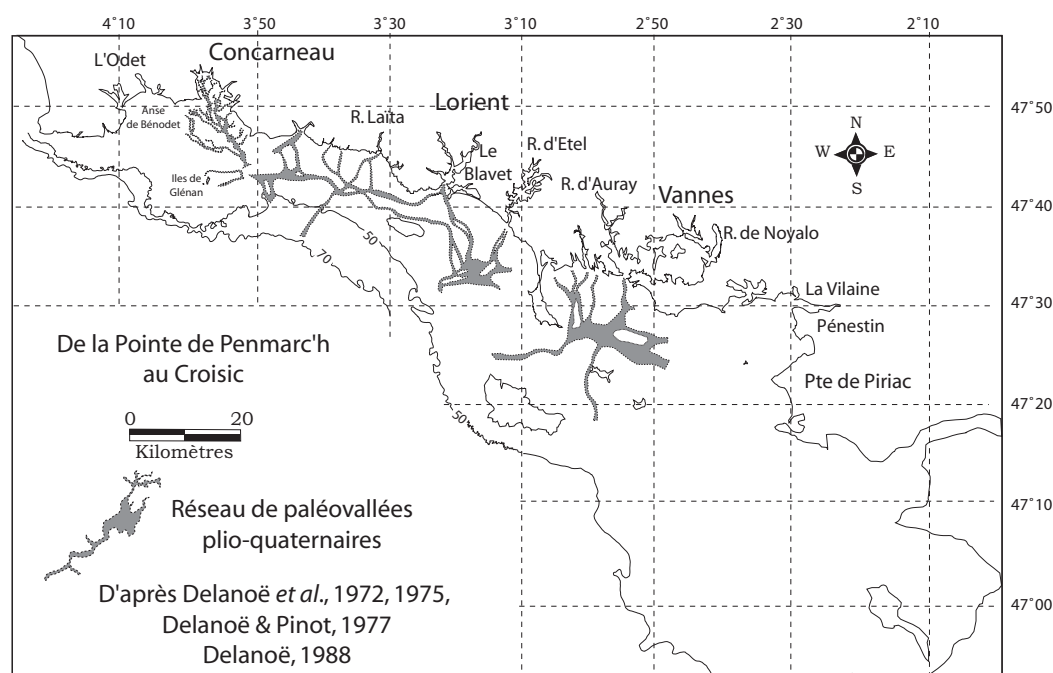 4°10 3°50 3°30 3°10 2°50 2°30 2°10
L'Odet
Concarneau
Anse
de Bénodet
Iles de
Glénan
R. Laïta
Lorient
Le
Blavet
R. d'Etel
R. d'Auray
Vannes
R. de Noyalo
La Vilaine
Pénestin
Pte de Piriac
N
W E
S
47°50
47°40
47°30
47°20
47°10
47°00
50
70
50
De la Pointe de Penmarc'h
au Croisic
0 20
Kilomètres
Réseau de paléovallées
plio-quaternaires
D'après Delanoë et al., 1972, 1975,
Delanoë & Pinot, 1977
Delanoë, 1988